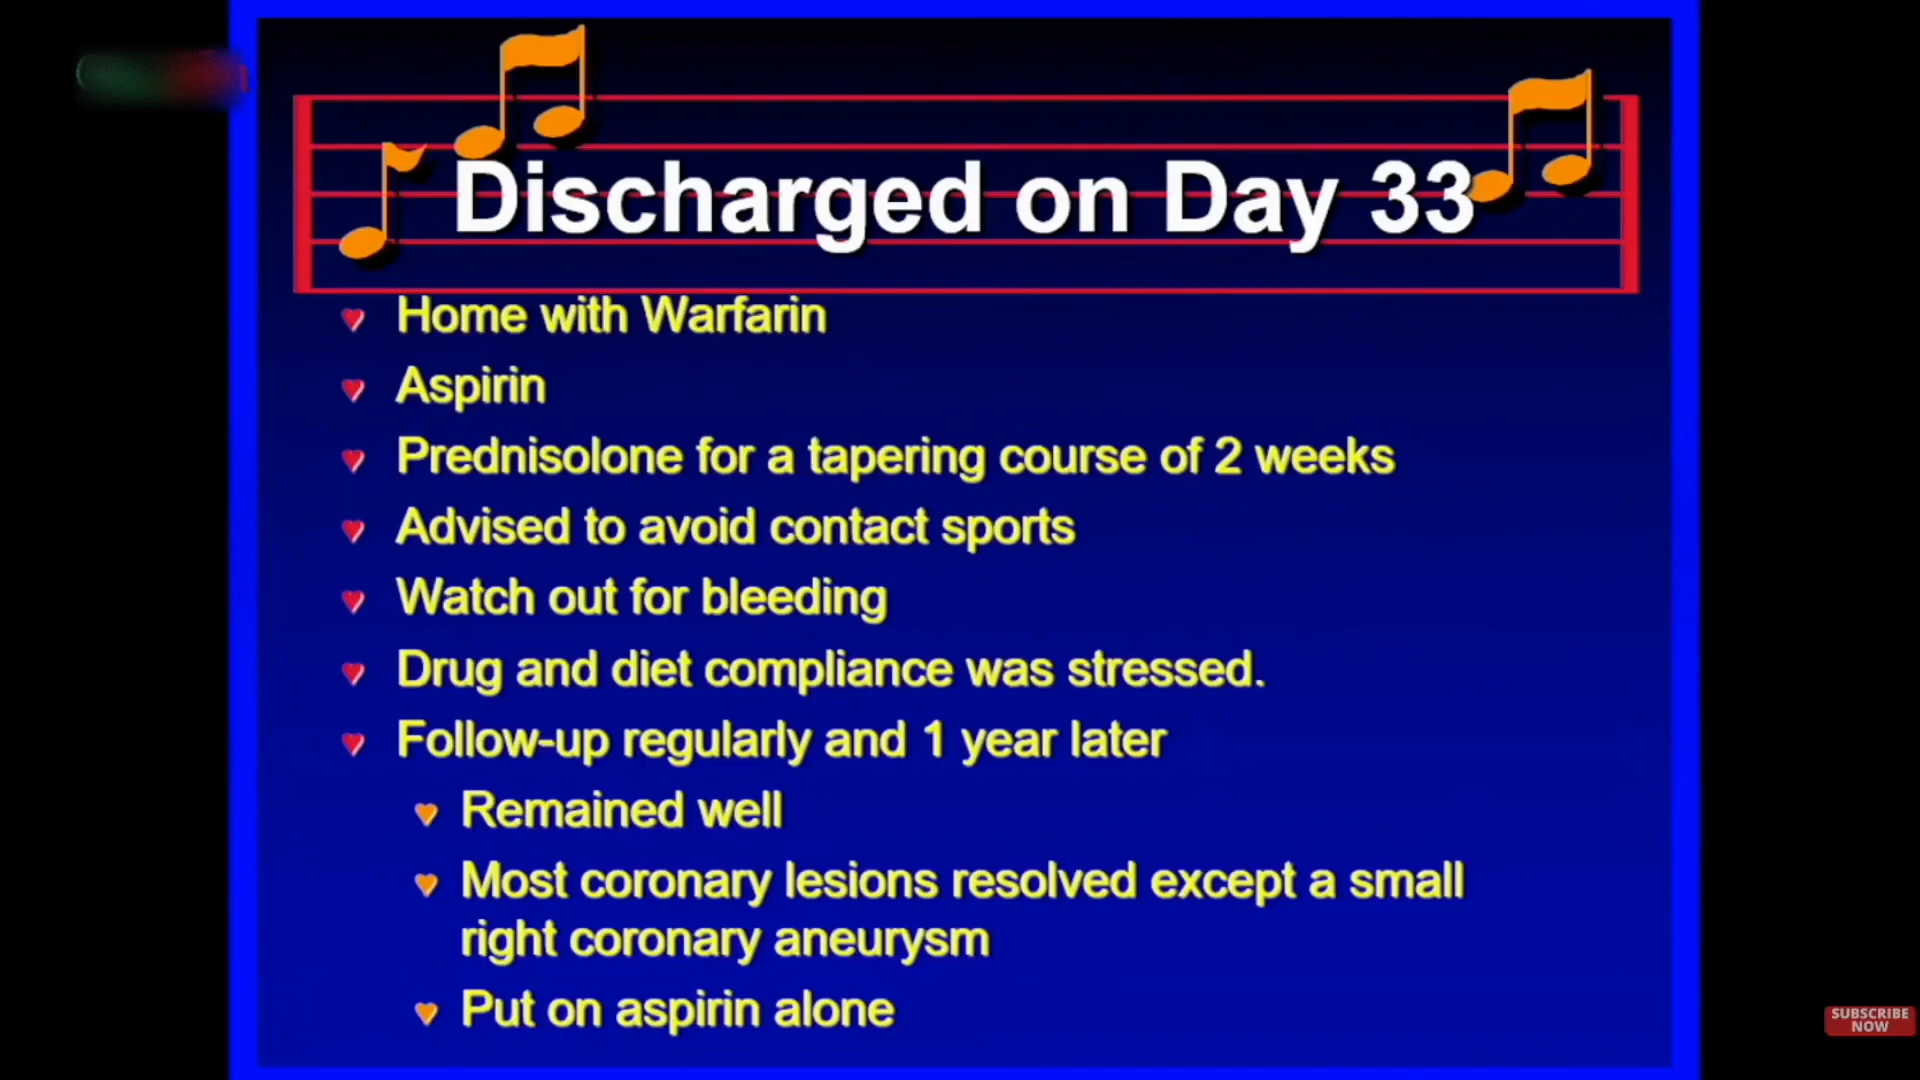 Discharged on Day 33
Home with Warfarin
Aspirin
Prednisolone for a tapering course of 2 weeks
Advised to avoid contact sports
Watch out for bleeding
Drug and diet compliance was stressed.
Follow-up regularly and 1 year later
Remained well
Most coronary lesions resolved except a small
right coronary aneurysm
Put on aspirin alone
SUBSCRIBE
NOW